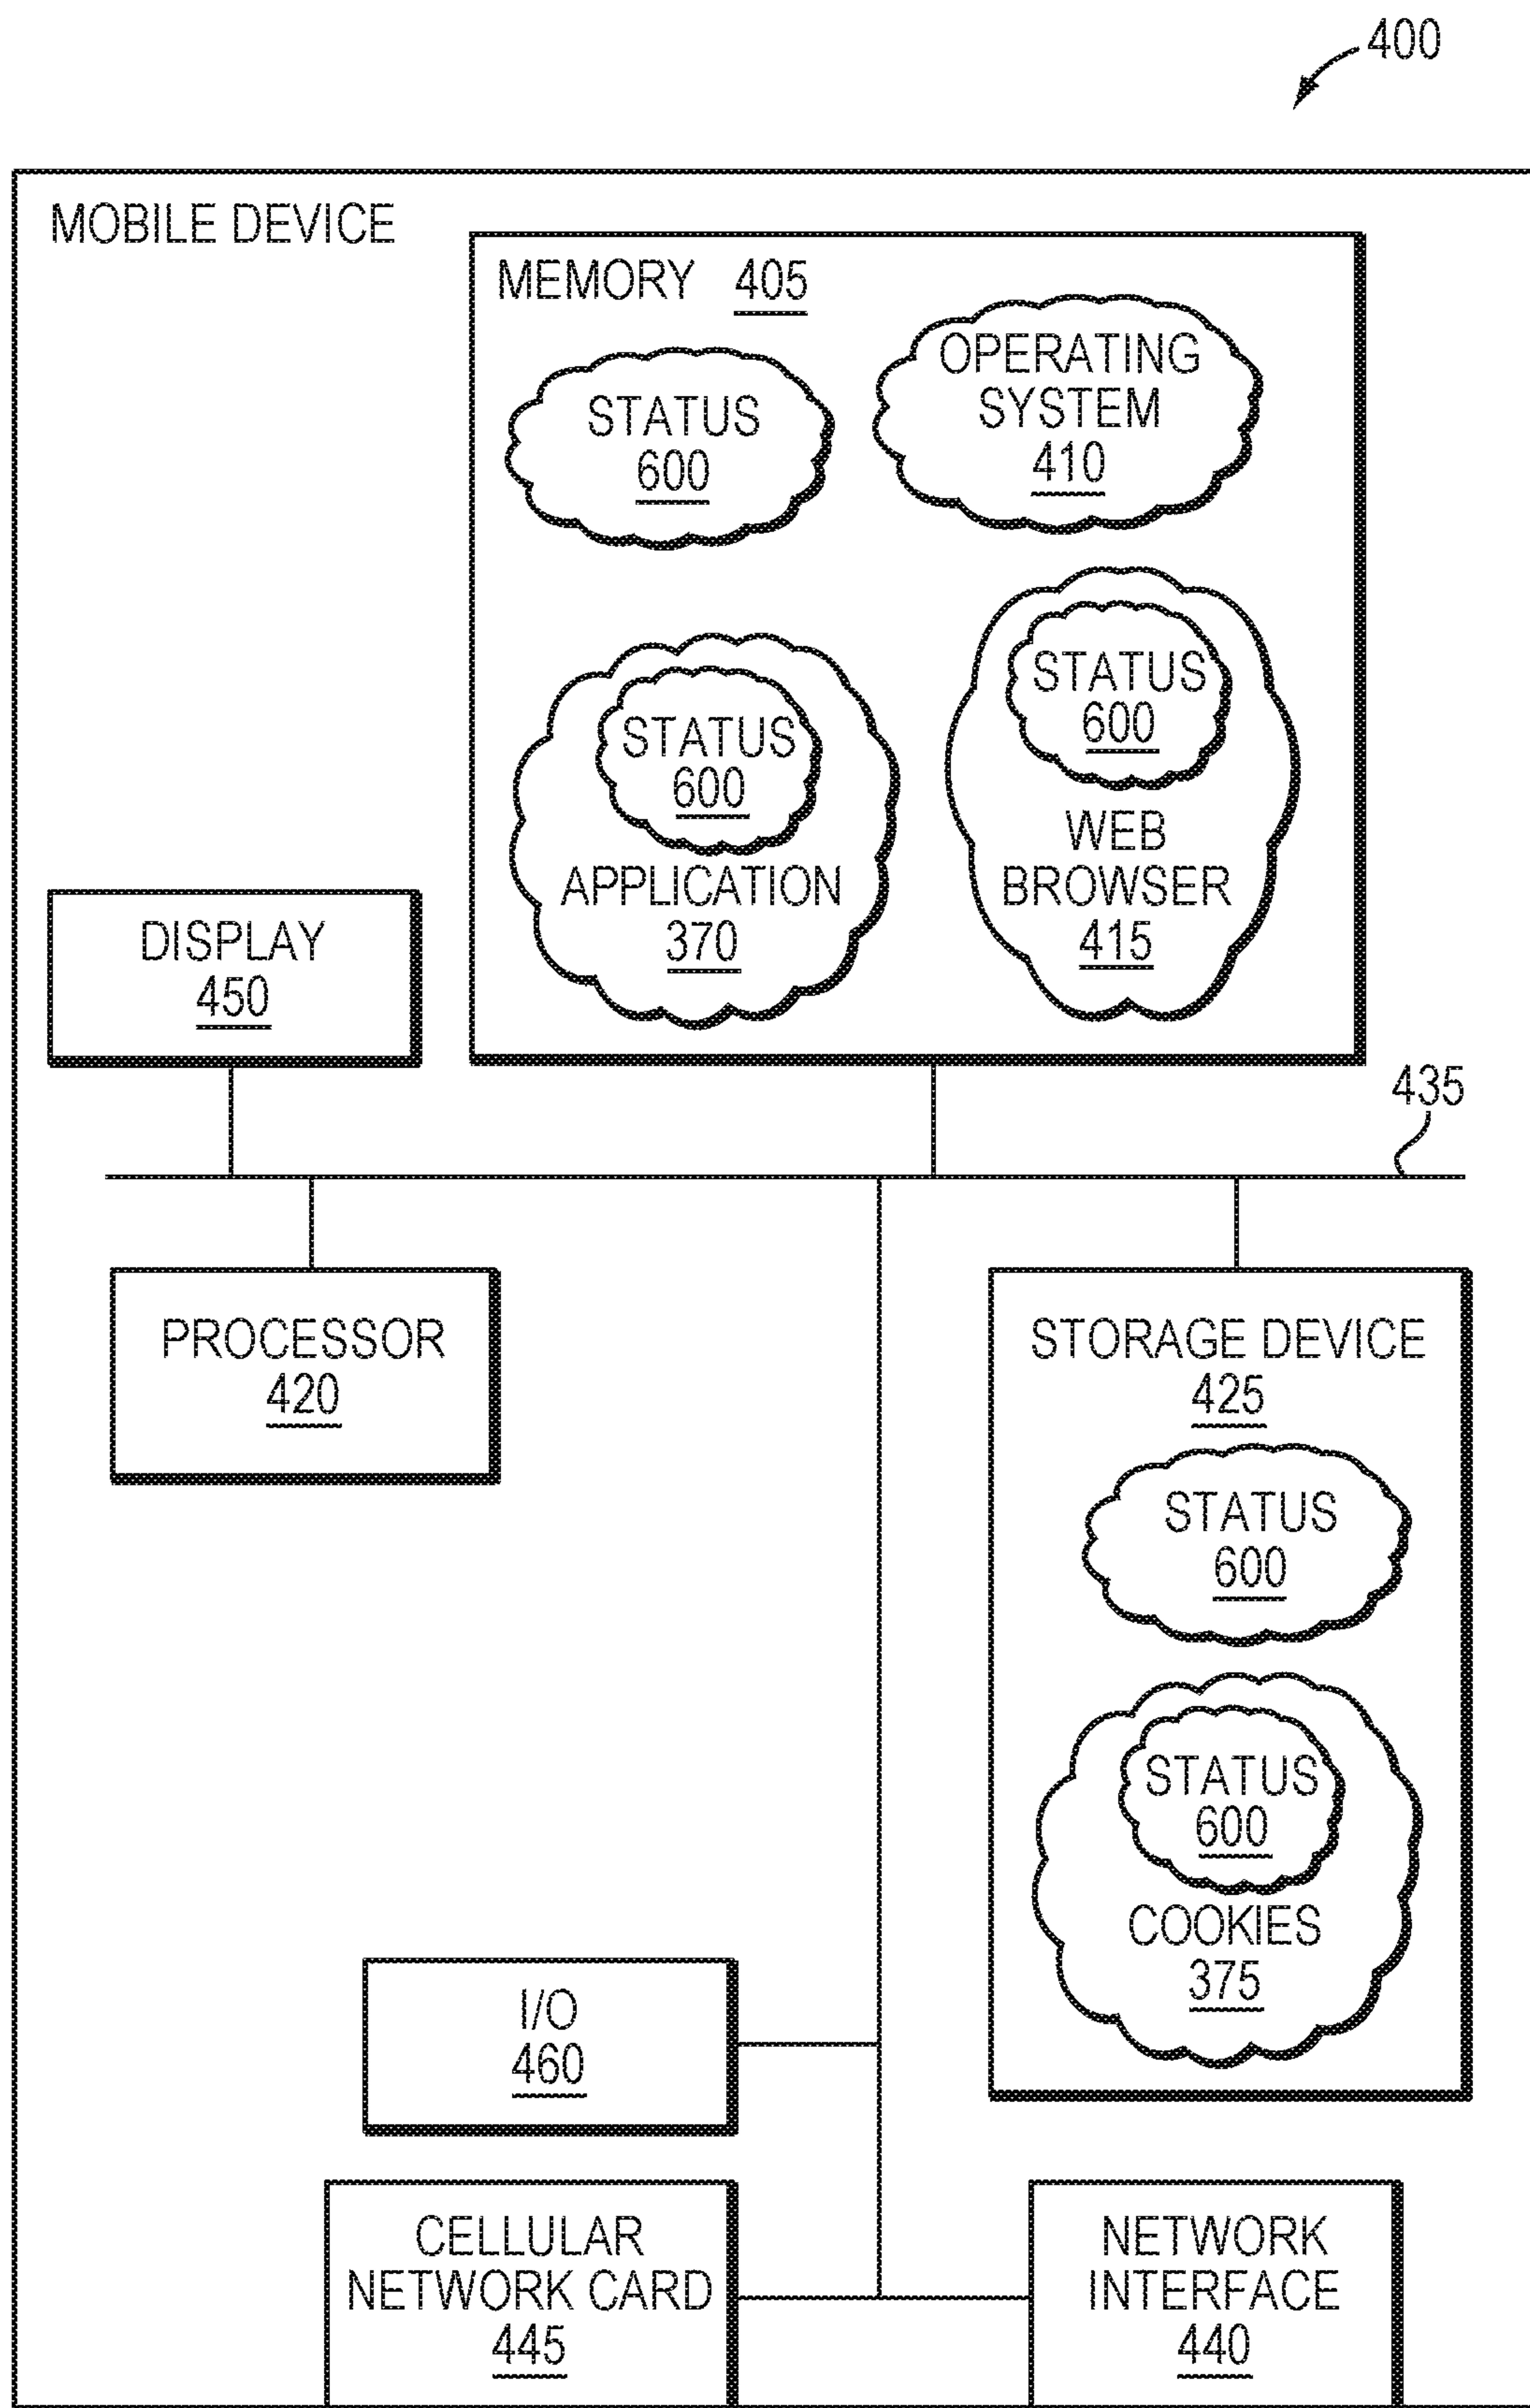 400
MOBILE DEVICE
MEMORY 405
STATUS
600
OPERATING
SYSTEM
410
STATUS
600
APPLICATION
370
STATUS
600
WEB
BROWSER
415
DISPLAY
450
435
PROCESSOR
420
STORAGE DEVICE
425
STATUS
600
STATUS
600
COOKIES
375
I/O
460
CELLULAR
NETWORK CARD
445
NETWORK
INTERFACE
440